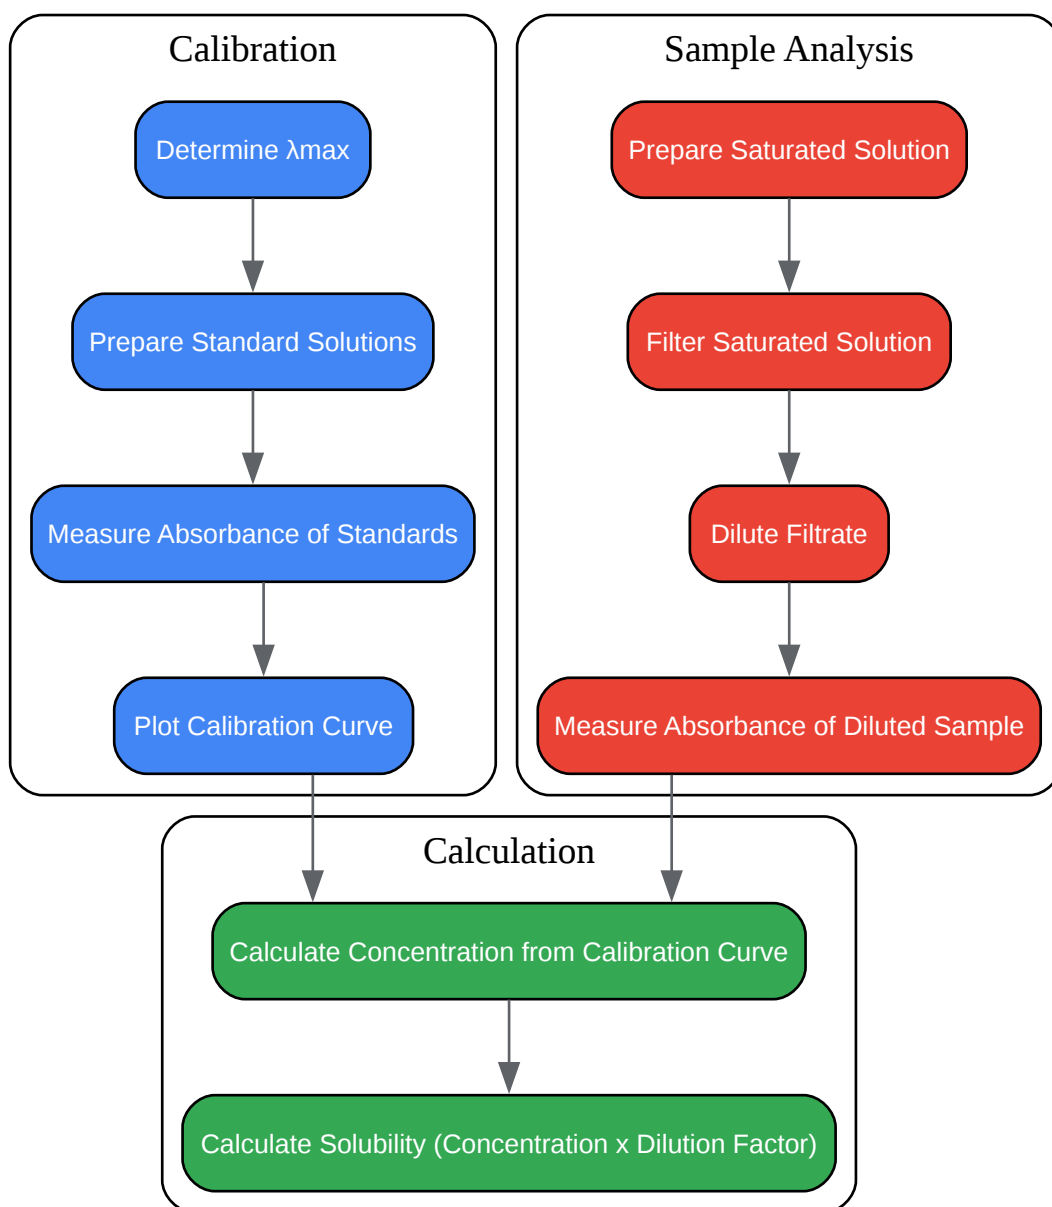 Calibration
Determine λmax
Prepare Standard Solutions
Measure Absorbance of Standards
Plot Calibration Curve
Sample Analysis
Prepare Saturated Solution
Filter Saturated Solution
Dilute Filtrate
Measure Absorbance of Diluted Sample
Calculation
Calculate Concentration from Calibration Curve
Calculate Solubility (Concentration x Dilution Factor)